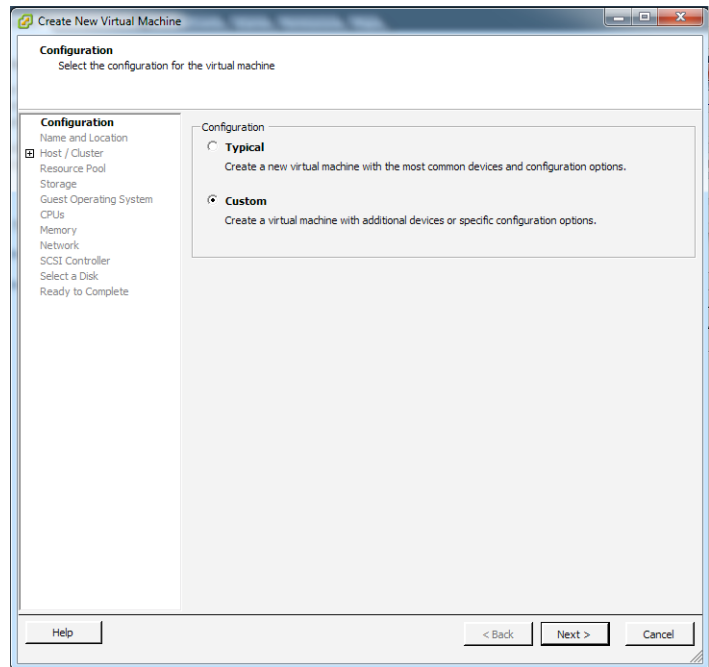 Create New Virtual Machine
Configuration
Select the configuration for the virtual machine
Configuration
Name and Location
Host / Cluster
Resource Pool
Storage
Guest Operating System
CPUs
Memory
Network
SCSI Controller
Select a Disk
Ready to Complete
Configuration
Typical
Create a new virtual machine with the most common devices and configuration options.
Custom
Create a virtual machine with additional devices or specific configuration options.
Help
< Back
Next >
Cancel